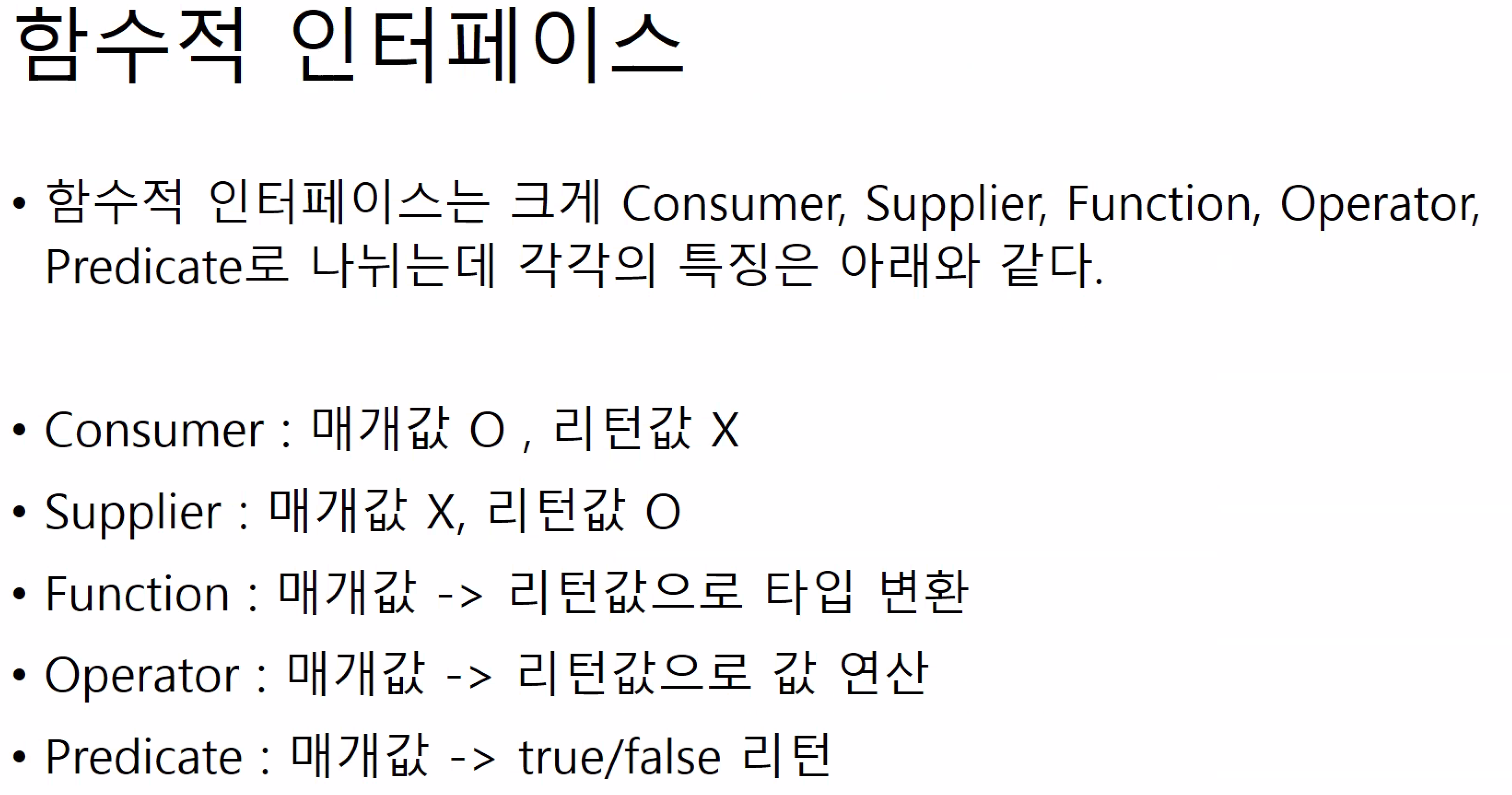 함수적 인터페이스
• 함수적 인터페이스는 크게 Consumer, Supplier, Function, Operator,
Predicate로 나뉘는데 각각의 특징은 아래와 같다.
• Consumer : 매개값 O , 리턴값 X
• Supplier : 매개값 X, 리턴값 O
• Function : 매개값 -> 리턴값으로 타입 변환
• Operator : 매개값 -> 리턴값으로 값 연산
• Predicate : 매개값 -> true/false 리턴